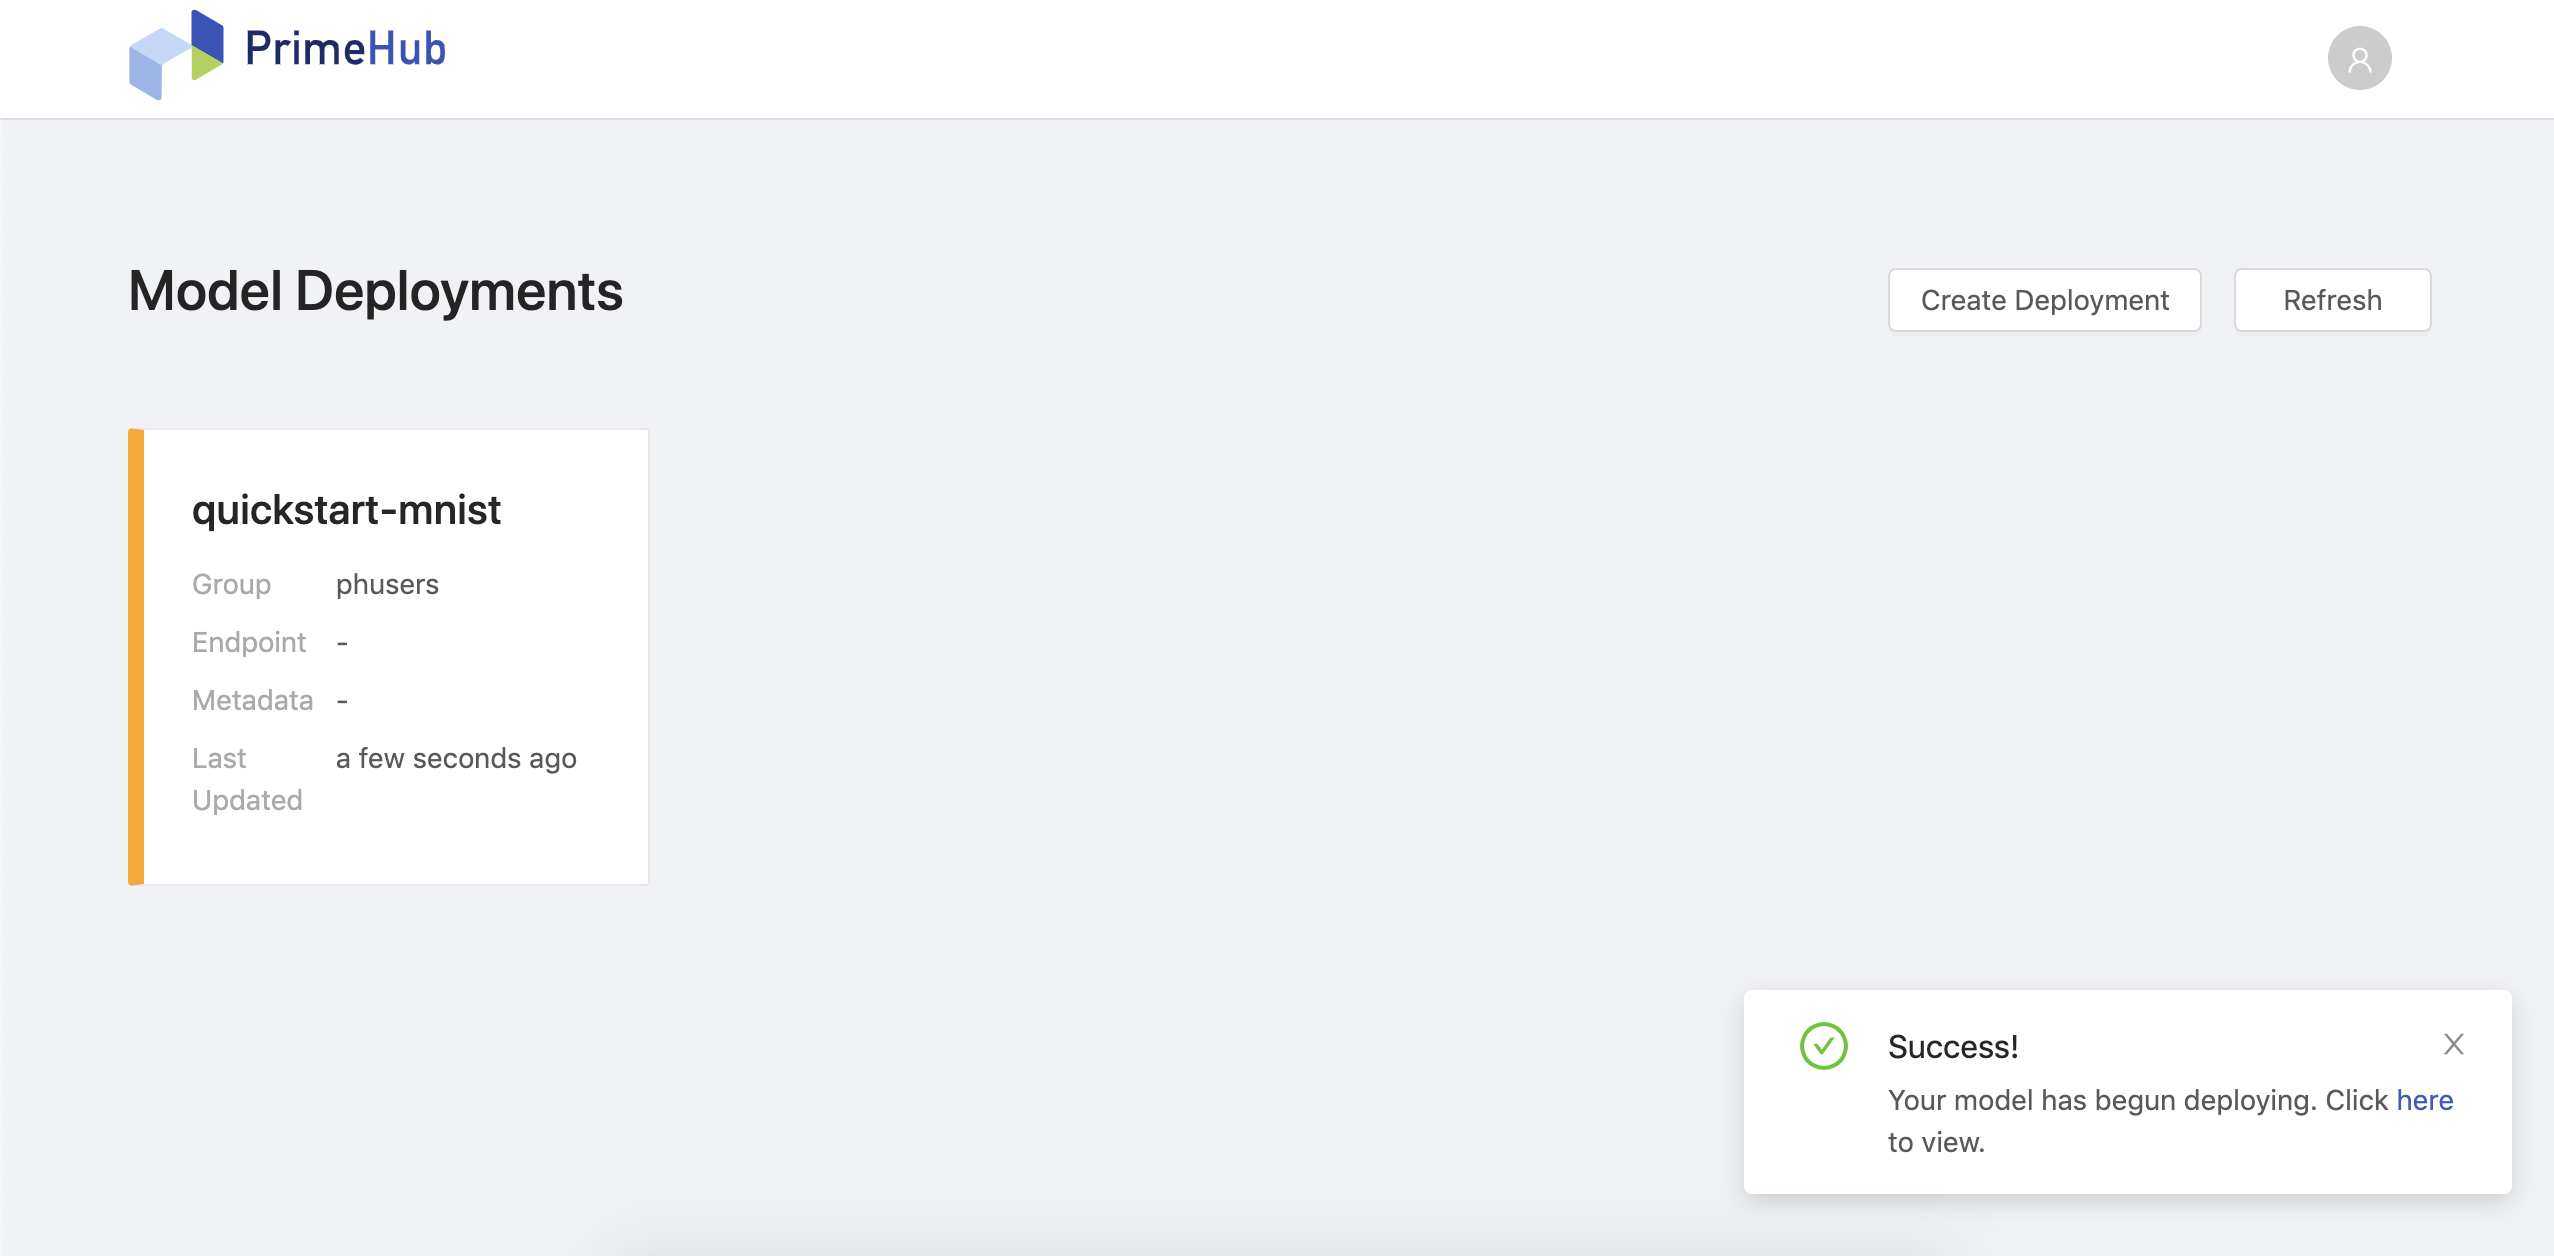 PrimeHub
Model Deployments
Create Deployment
Refresh
quickstart-mnist
Group phusers
Endpoint -
Metadata -
Last a few seconds ago
Updated
Success!
Your model has begun deploying. Click here
to view.